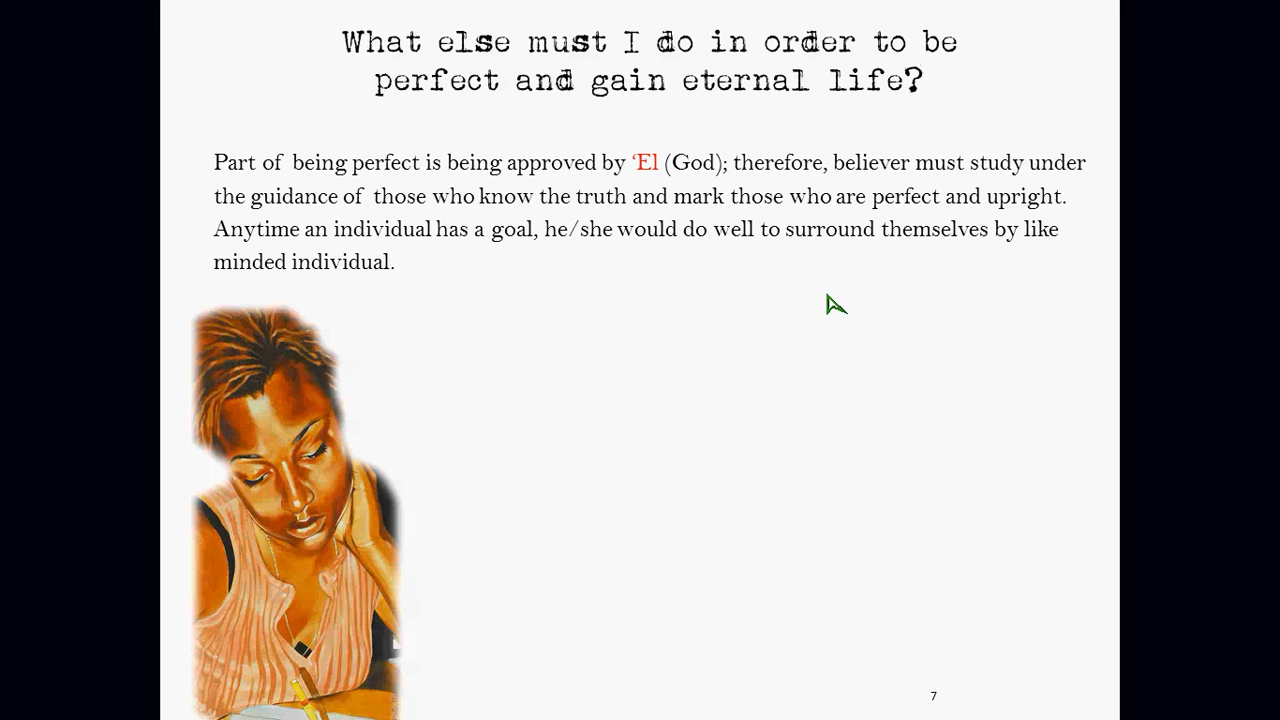 What else must I do in order to be
perfect and gain eternal life?
Part of being perfect is being approved by ‘El (God); therefore, believer must study under
the guidance of those who know the truth and mark those who are perfect and upright.
Anytime an individual has a goal, he/she would do well to surround themselves by like
minded individual.
7